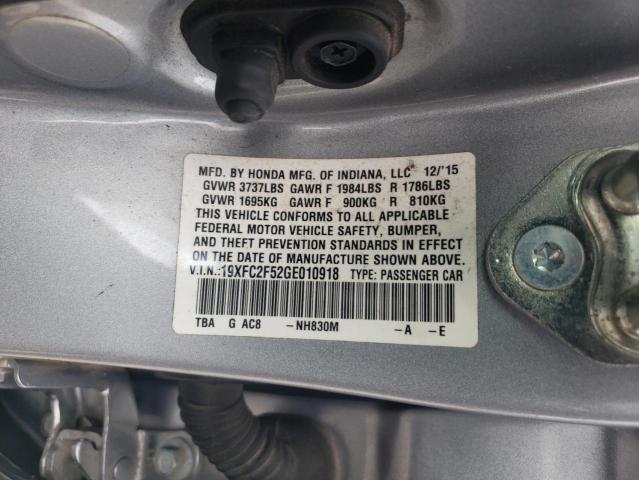 MFD. BY HONDA MFG. OF INDIANA, LLC 12/'15
GVWR 3737LBS GAWR F 1984LBS R 1786LBS
GVWR 1695KG GAWR F 900KG R 810KG
THIS VEHICLE CONFORMS TO ALL APPLICABLE
FEDERAL MOTOR VEHICLE SAFETY, BUMPER,
AND THEFT PREVENTION STANDARDS IN EFFECT
ON THE DATE OF MANUFACTURE SHOWN ABOVE.
V.I.N.:19XFC2F52GE010918 TYPE: PASSENGER CAR
TBA G AC8 -NH830M -A -E